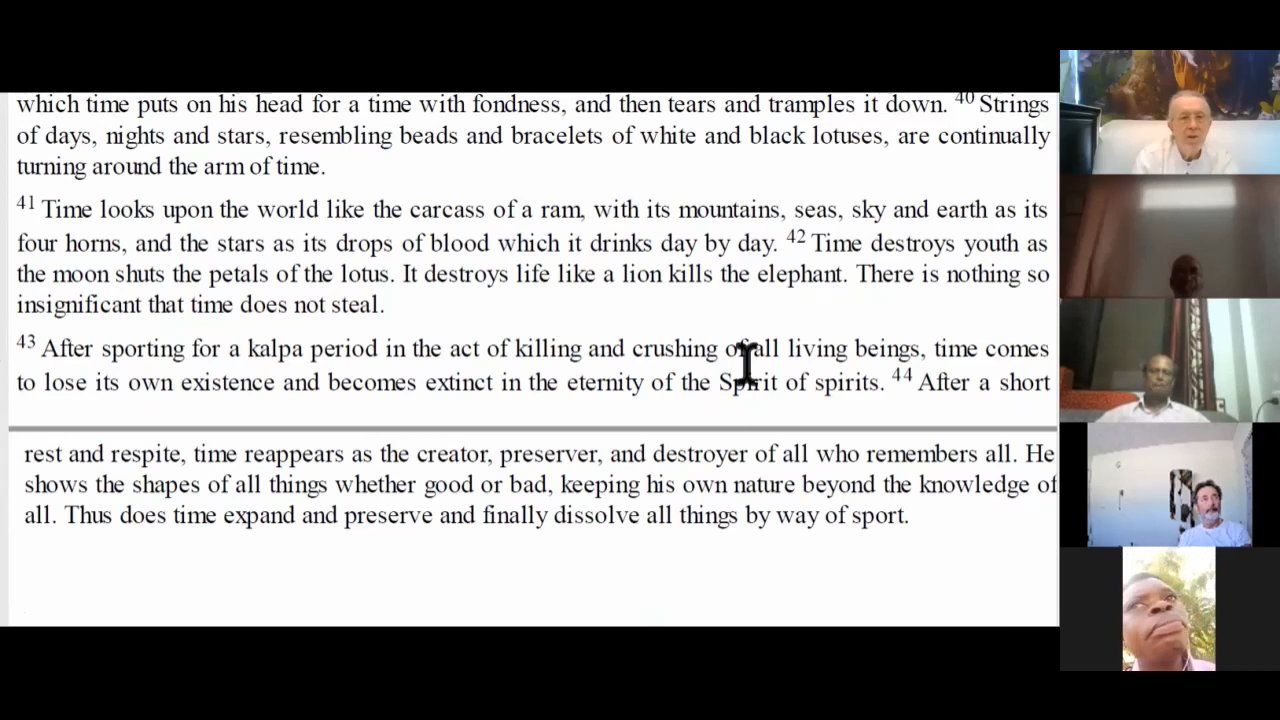 which time puts on his head for a time with fondness, and then tears and tramples it down. 40 Strings
of days, nights and stars, resembling beads and bracelets of white and black lotuses, are continually
turning around the arm of time.
41 Time looks upon the world like the carcass of a ram, with its mountains, seas, sky and earth as its
four horns, and the stars as its drops of blood which it drinks day by day. 42 Time destroys youth as
the moon shuts the petals of the lotus. It destroys life like a lion kills the elephant. There is nothing so
insignificant that time does not steal.
43 After sporting for a kalpa period in the act of killing and crushing of all living beings, time comes
to lose its own existence and becomes extinct in the eternity of the Spirit of spirits. 44 After a short
rest and respite, time reappears as the creator, preserver, and destroyer of all who remembers all. He
shows the shapes of all things whether good or bad, keeping his own nature beyond the knowledge of
all. Thus does time expand and preserve and finally dissolve all things by way of sport.